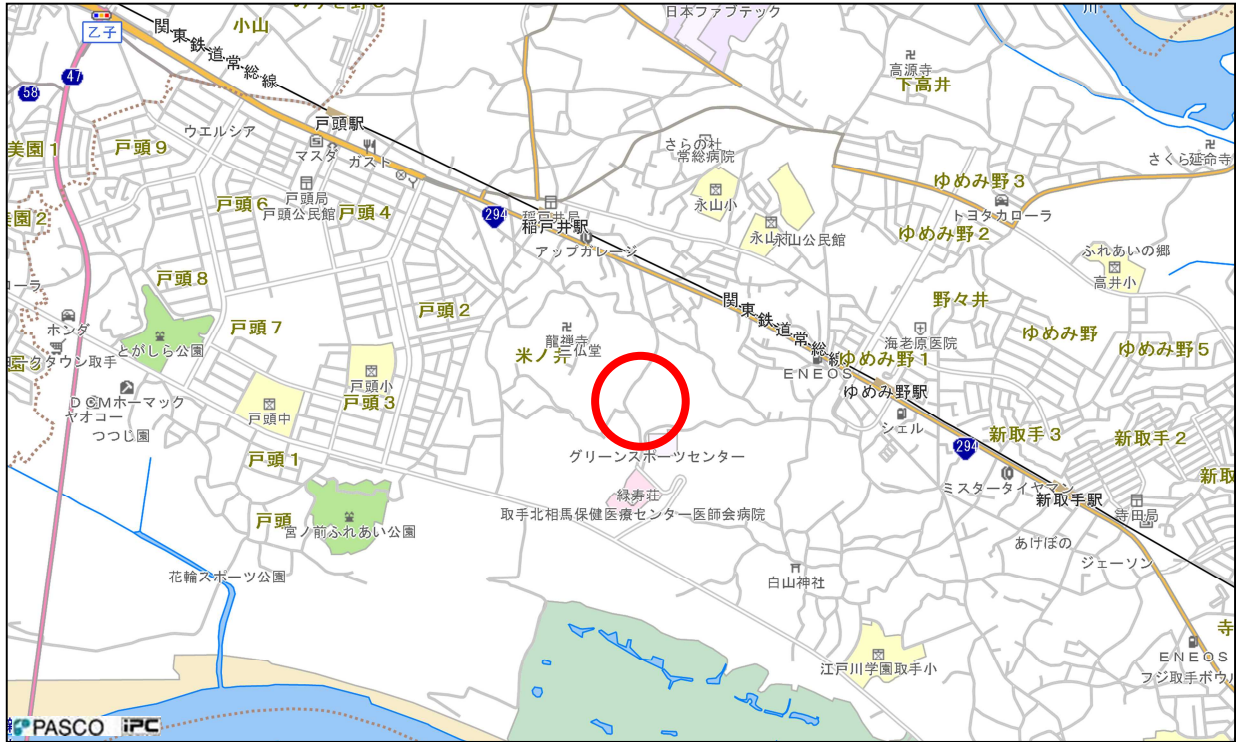 日本ファブテック
小山
関東鉄道常総線
乙子
川
高源寺
下高井
47
58
戸頭駅
ウエルシア
マスダ
ガスト
美園1
戸頭9
さらの杜
常総病院
さくら延命寺
戸頭局
戸頭公民館
戸頭6
戸頭4
永山小
ゆめみ野3
トヨタカローラ
294
稲戸井局
稲戸井駅
アップガレージ
永山中
永山公民館
ゆめみ野2
ふれあいの郷
高井小
戸頭8
戸頭2
関東鉄道常総線
野々井
ホンダ
とがしら公園
戸頭7
龍禅寺
三仏堂
米ノ井
海老原医院
ゆめみ野
ゆめみ野1
ゆめみ野5
ENEOS
戸頭小
戸頭3
ゆめみ野駅
DCMホーマック
ヤオコー
つつじ園
戸頭中
シェル
新取手3
新取手2
294
戸頭1
グリーンスポーツセンター
緑寿荘
ミスタータイヤマン
新取手駅
寺田局
戸頭
宮ノ前ふれあい公園
取手北相馬保健医療センター医師会病院
あけぼの
ジェーソン
花輪スポーツ公園
白山神社
江戸川学園取手小
寺
ENEOS
フジ取手ボウル
PASCO iPC